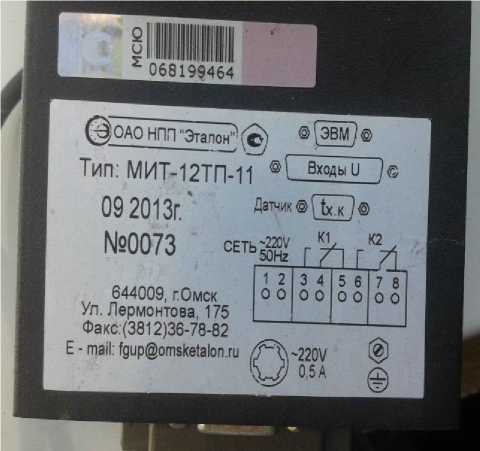 МСЮ
068199464
Э ОАО НПП "Эталон"
ЭВМ
Тип: МИТ-12ТП-11
Входы U
09 2013г.
Датчик tх.к
№0073
СЕТЬ ~220V 50Hz K1 K2
1 2 3 4 5 6 7 8
644009, г.Омск
Ул. Лермонтова, 175
Факс:(3812)36-78-82
E - mail: fgup@omsketalon.ru
~220V
0,5 A